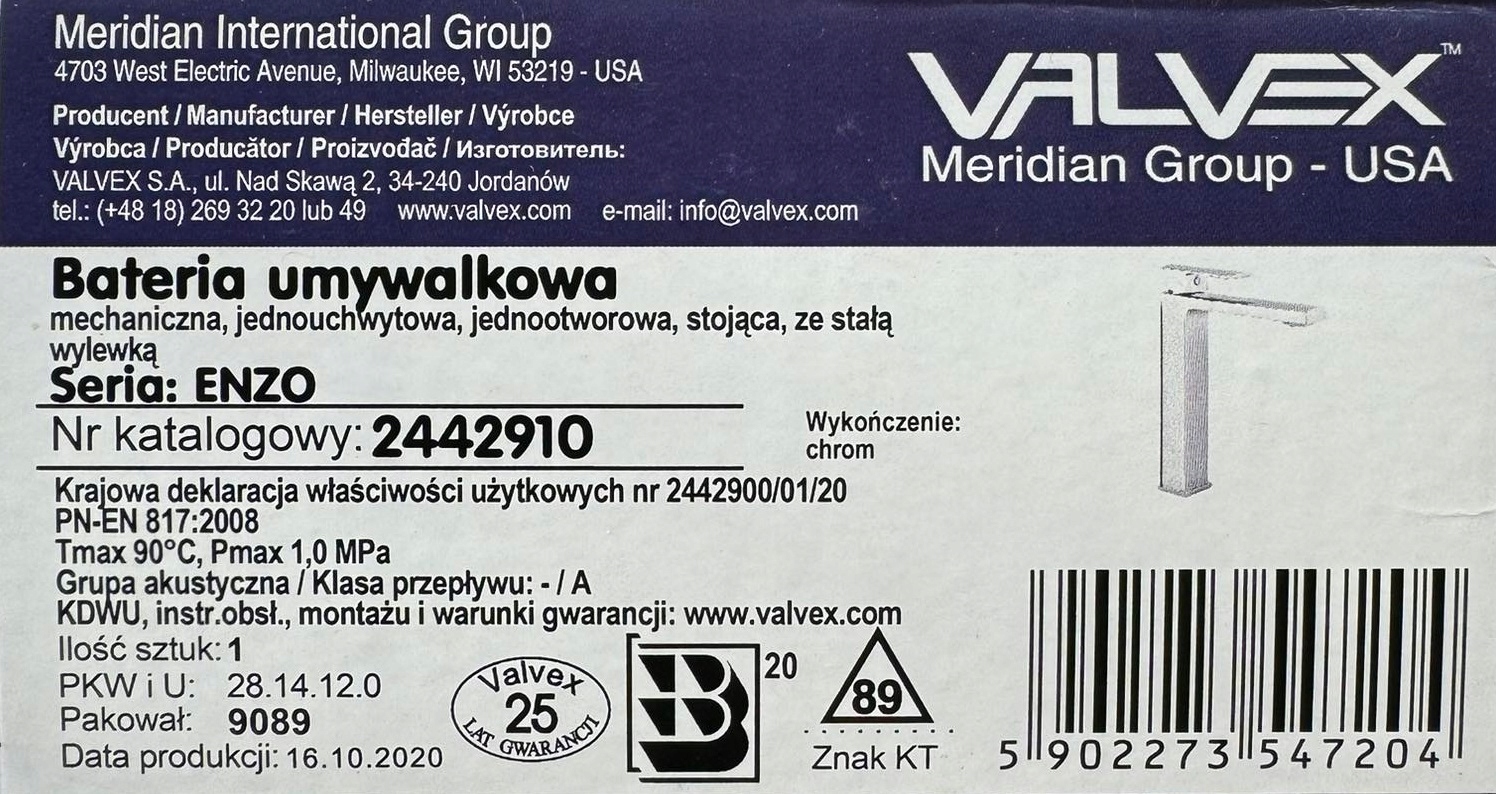 Meridian International Group
4703 West Electric Avenue, Milwaukee, WI 53219 - USA
Producent / Manufacturer / Hersteller / Výrobce
Výrobca / Producător / Proizvođač / Изготовитель:
VALVEX S.A., ul. Nad Skawą 2, 34-240 Jordanów
tel.: (+48 18) 269 32 20 lub 49 www.valvex.com e-mail: info@valvex.com
VALVEX™
Meridian Group - USA
Bateria umywalkowa
mechaniczna, jednouchwytowa, jednootworowa, stojąca, ze stałą
wylewką
Seria: ENZO
Nr katalogowy: 2442910
Wykończenie:
chrom
Krajowa deklaracja właściwości użytkowych nr 2442900/01/20
PN-EN 817:2008
Tmax 90°C, Pmax 1,0 MPa
Grupa akustyczna / Klasa przepływu: - / A
KDWU, instr.obsł., montażu i warunki gwarancji: www.valvex.com
Ilość sztuk: 1
PKW i U: 28.14.12.0
Pakował: 9089
Data produkcji: 16.10.2020
Valvex
25
LAT GWARANCJI
B
20
89
Znak KT
5 902273 547204